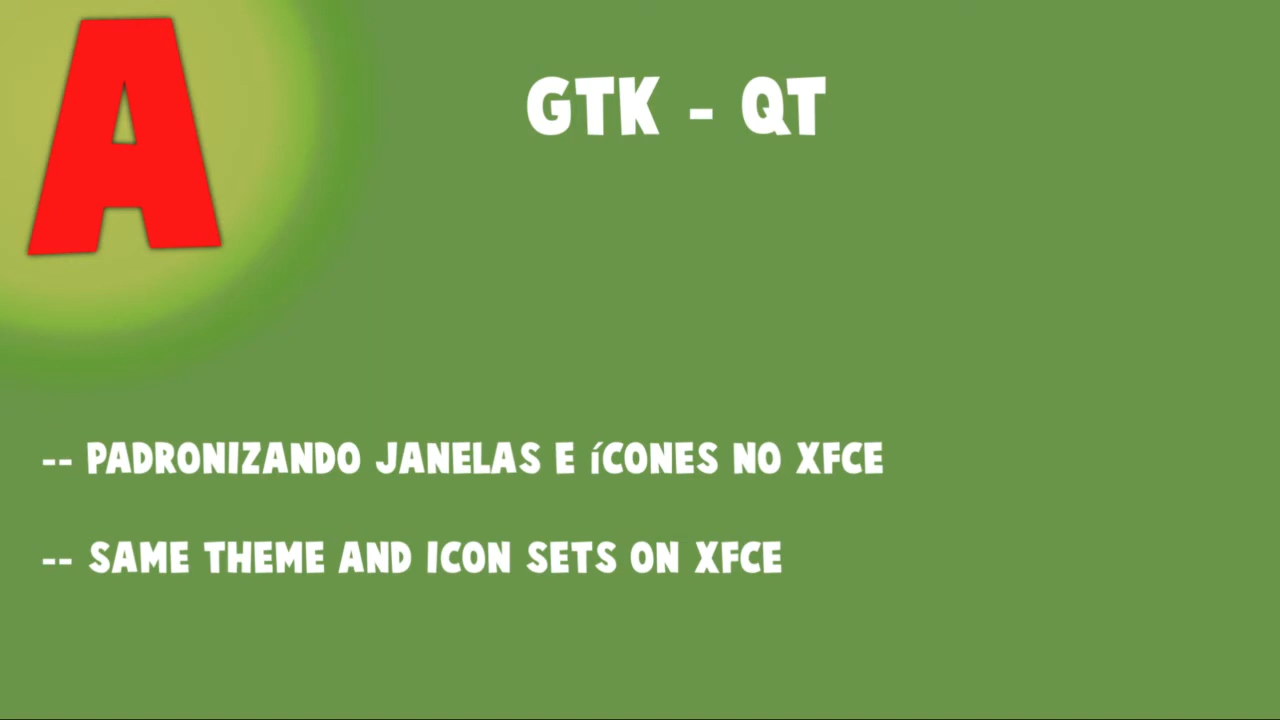 A
GTK - QT
-- PADRONIZANDO JANELAS E íCONES NO XFCE
-- SAME THEME AND ICON SETS ON XFCE